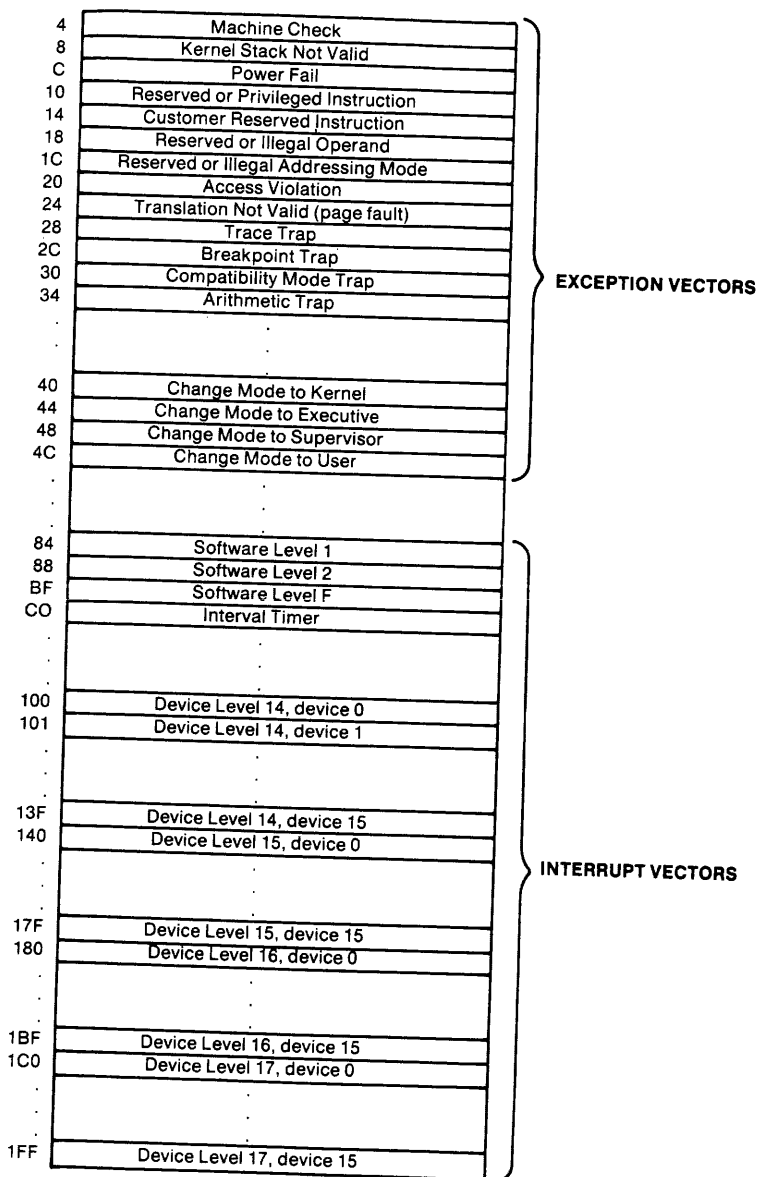 4 Machine Check
8 Kernel Stack Not Valid
C Power Fail
10 Reserved or Privileged Instruction
14 Customer Reserved Instruction
18 Reserved or Illegal Operand
1C Reserved or Illegal Addressing Mode
20 Access Violation
24 Translation Not Valid (page fault)
28 Trace Trap
2C Breakpoint Trap
30 Compatibility Mode Trap
34 Arithmetic Trap
EXCEPTION VECTORS
40 Change Mode to Kernel
44 Change Mode to Executive
48 Change Mode to Supervisor
4C Change Mode to User
84 Software Level 1
88 Software Level 2
BF Software Level F
CO Interval Timer
100 Device Level 14, device 0
101 Device Level 14, device 1
13F Device Level 14, device 15
140 Device Level 15, device 0
INTERRUPT VECTORS
17F Device Level 15, device 15
180 Device Level 16, device 0
1BF Device Level 16, device 15
1C0 Device Level 17, device 0
1FF Device Level 17, device 15